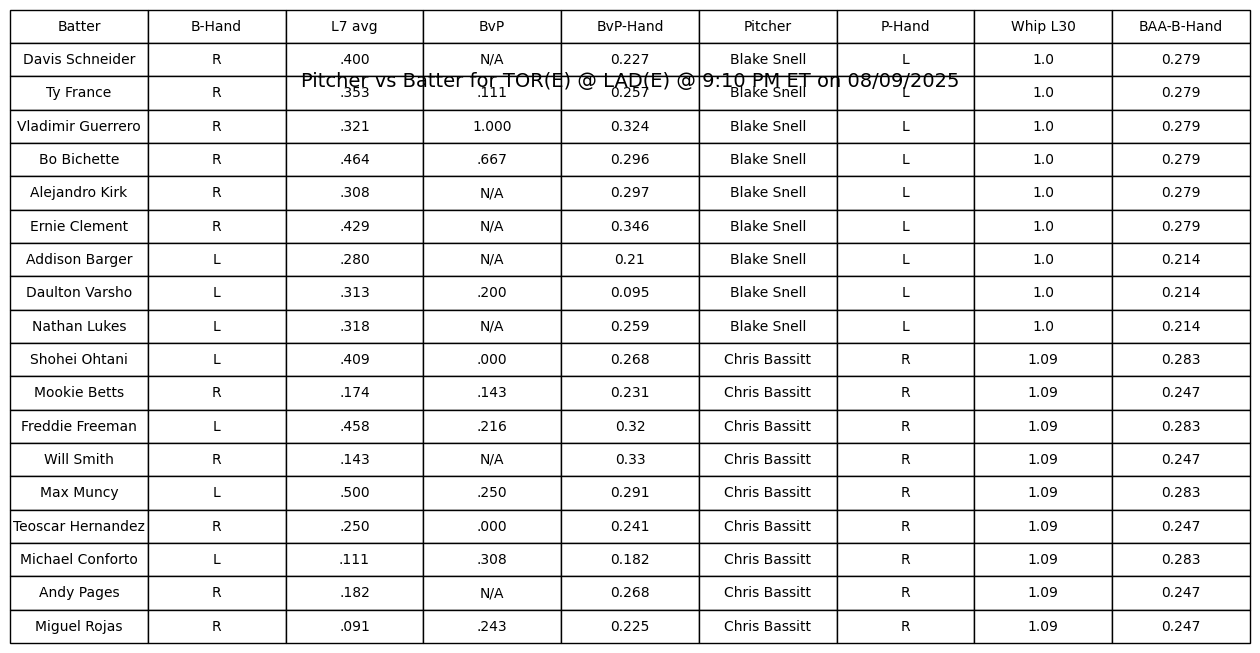 Batter B-Hand L7 avg BvP BvP-Hand Pitcher P-Hand Whip L30 BAA-B-Hand
Davis Schneider R .400 N/A 0.227 Blake Snell L 1.0 0.279
Pitcher vs Batter for TOR(E) @ LAD(E) @ 9:10 PM ET on 08/09/2025
Ty France R .353 .111 0.257 Blake Snell L 1.0 0.279
Vladimir Guerrero R .321 1.000 0.324 Blake Snell L 1.0 0.279
Bo Bichette R .464 .667 0.296 Blake Snell L 1.0 0.279
Alejandro Kirk R .308 N/A 0.297 Blake Snell L 1.0 0.279
Ernie Clement R .429 N/A 0.346 Blake Snell L 1.0 0.279
Addison Barger L .280 N/A 0.21 Blake Snell L 1.0 0.214
Daulton Varsho L .313 .200 0.095 Blake Snell L 1.0 0.214
Nathan Lukes L .318 N/A 0.259 Blake Snell L 1.0 0.214
Shohei Ohtani L .409 .000 0.268 Chris Bassitt R 1.09 0.283
Mookie Betts R .174 .143 0.231 Chris Bassitt R 1.09 0.247
Freddie Freeman L .458 .216 0.32 Chris Bassitt R 1.09 0.283
Will Smith R .143 N/A 0.33 Chris Bassitt R 1.09 0.247
Max Muncy L .500 .250 0.291 Chris Bassitt R 1.09 0.283
Teoscar Hernandez R .250 .000 0.241 Chris Bassitt R 1.09 0.247
Michael Conforto L .111 .308 0.182 Chris Bassitt R 1.09 0.283
Andy Pages R .182 N/A 0.268 Chris Bassitt R 1.09 0.247
Miguel Rojas R .091 .243 0.225 Chris Bassitt R 1.09 0.247